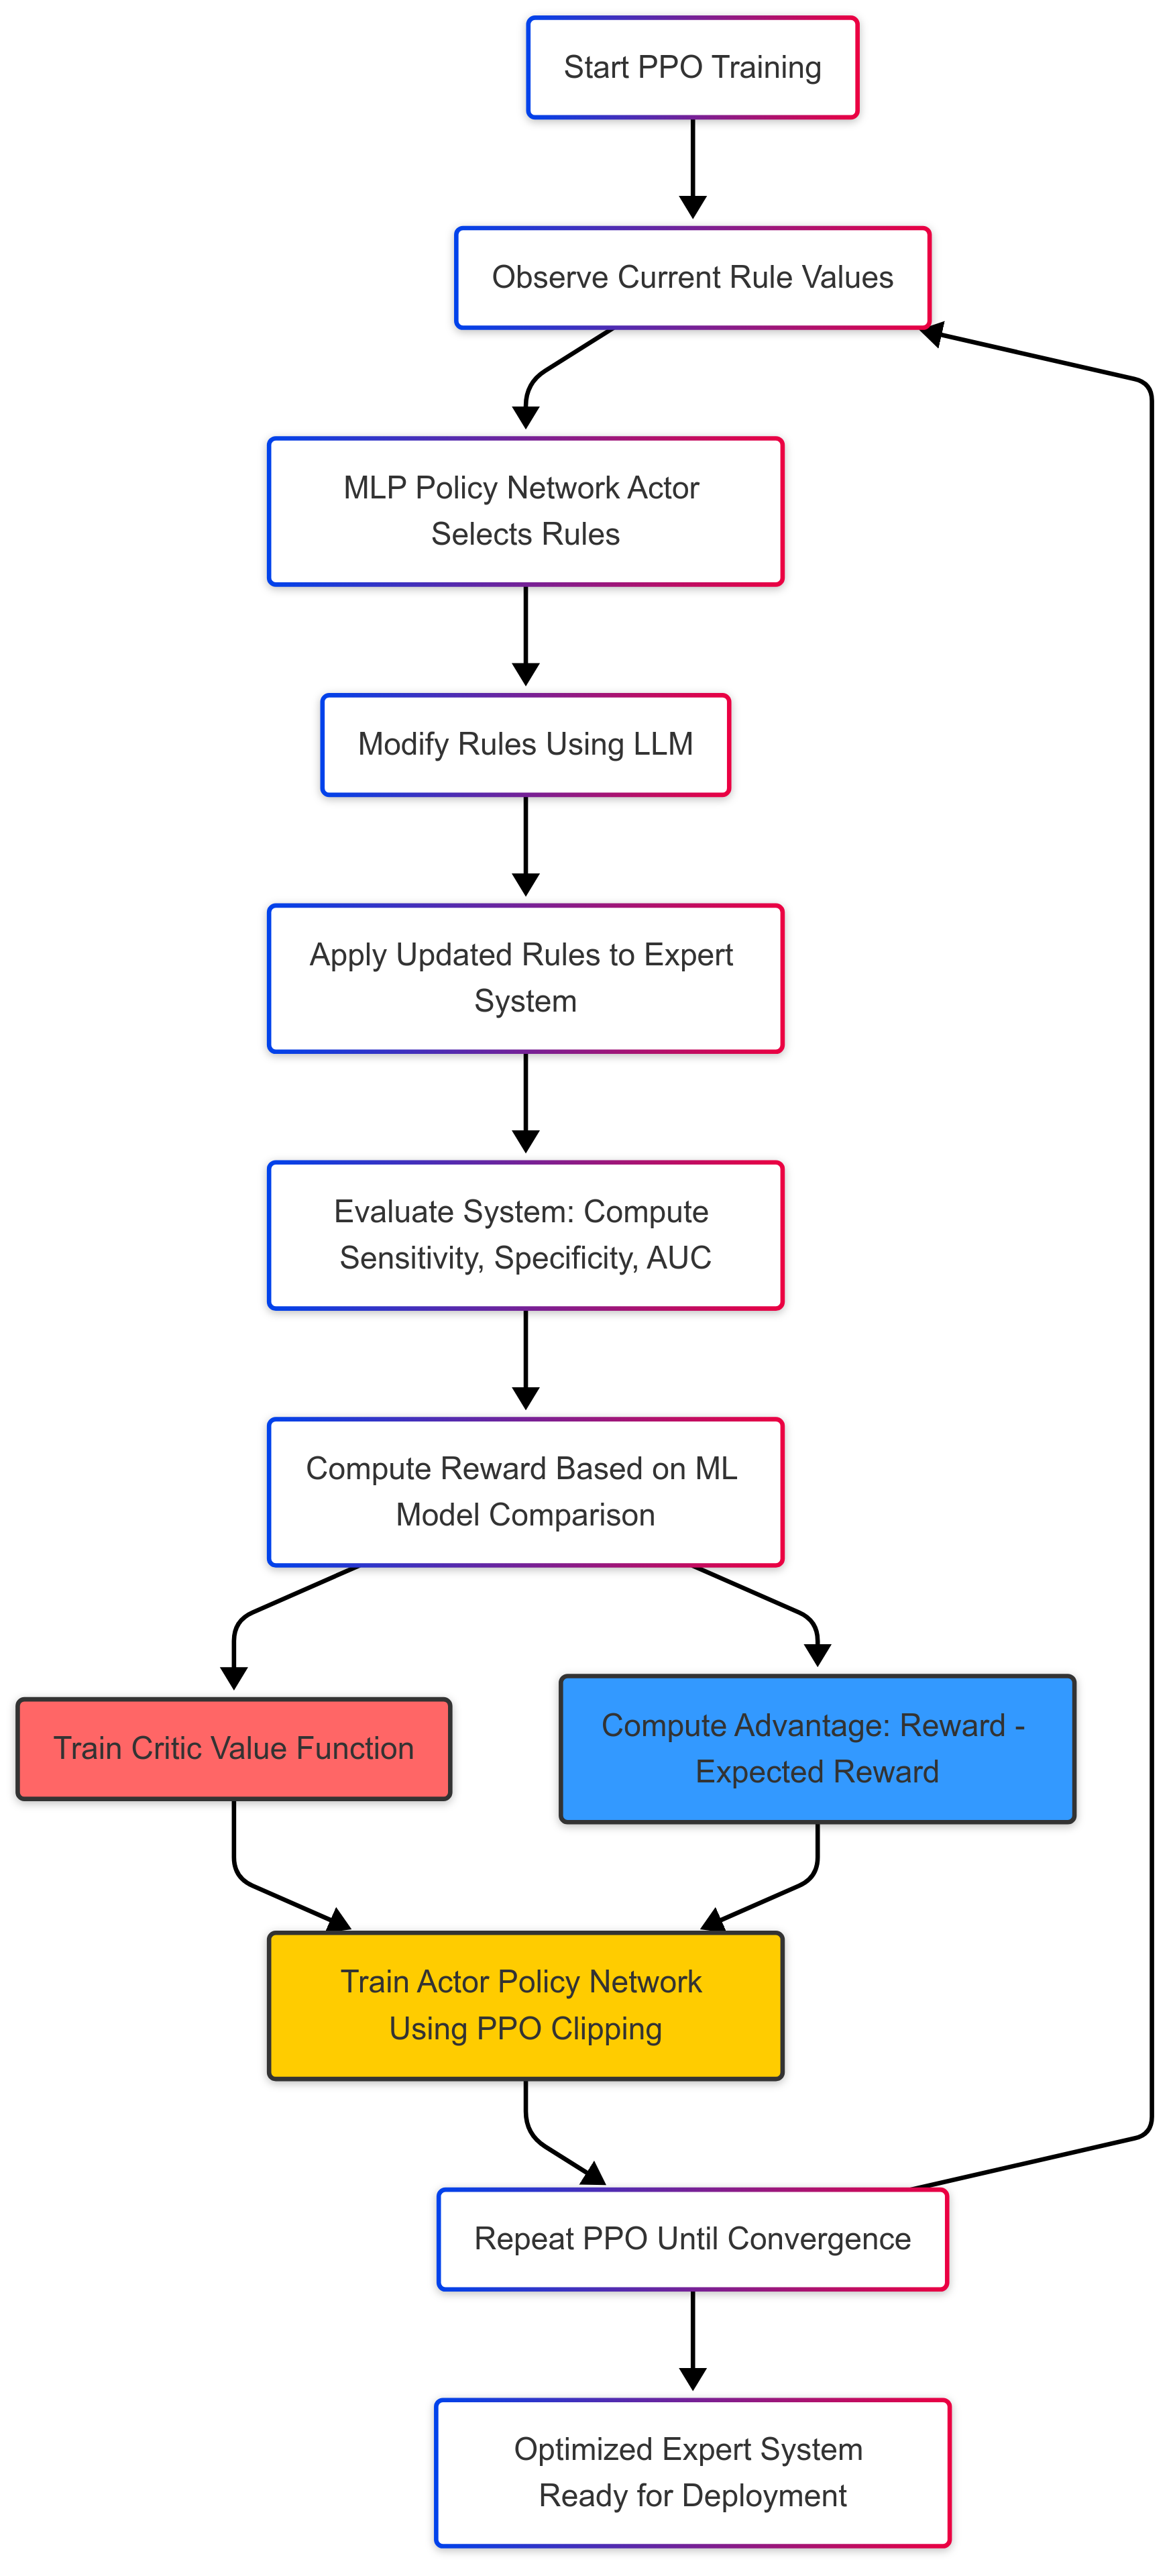 Start PPO Training
Observe Current Rule Values
MLP Policy Network Actor
Selects Rules
Modify Rules Using LLM
Apply Updated Rules to Expert
System
Evaluate System: Compute
Sensitivity, Specificity, AUC
Compute Reward Based on ML
Model Comparison
Train Critic Value Function
Compute Advantage: Reward -
Expected Reward
Train Actor Policy Network
Using PPO Clipping
Repeat PPO Until Convergence
Optimized Expert System
Ready for Deployment